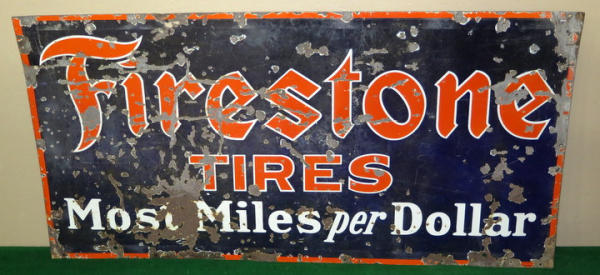 Firestone
TIRES
Most Miles per Dollar